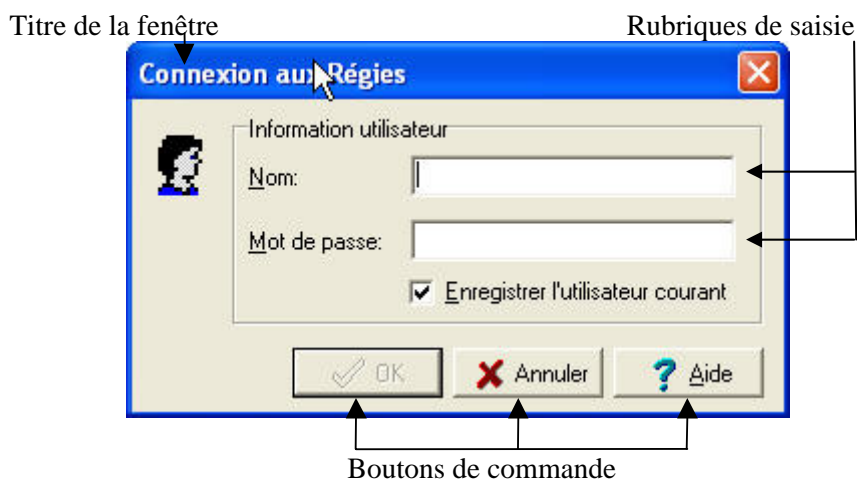 Titre de la fenêtre
Rubriques de saisie
Connexion aux Régies
Information utilisateur
Nom:
Mot de passe:
Enregistrer l'utilisateur courant
OK
Annuler
? Aide
Boutons de commande